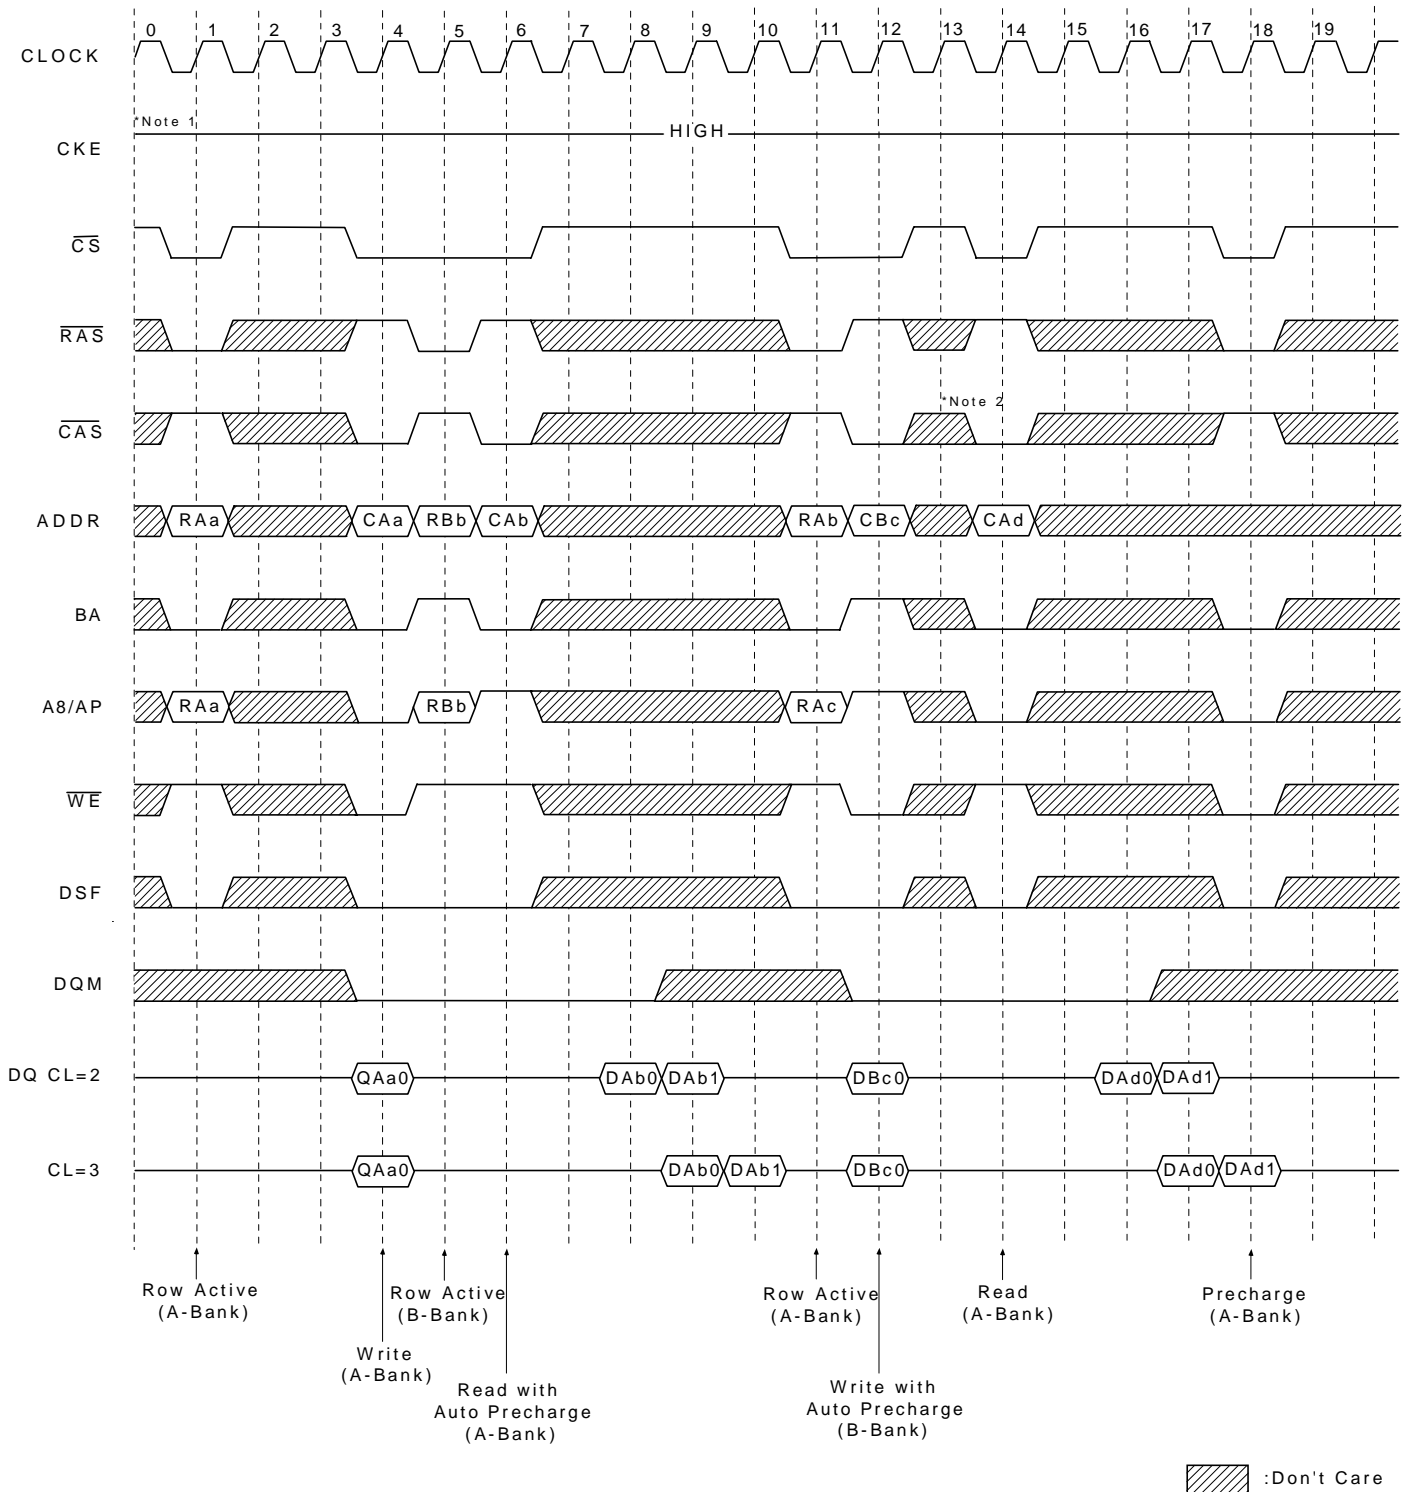 0 1 2 3 4 5 6 7 8 9 10 11 12 13 14 15 16 17 18 19
CLOCK
*Note 1
HIGH
CKE
CS
RAS
*Note 2
CAS
ADDR RAa CAa RBb CAb RAb CBc CAd
BA
A8/AP RAa RBb RAc
WE
DSF
DQM
DQ CL=2 QAa0 DAb0 DAb1 DBc0 DAd0 DAd1
CL=3 QAa0 DAb0 DAb1 DBc0 DAd0 DAd1
Row Active
(A-Bank)
Write
(A-Bank)
Row Active
(B-Bank)
Read with
Auto Precharge
(A-Bank)
Row Active
(A-Bank)
Write with
Auto Precharge
(B-Bank)
Read
(A-Bank)
Precharge
(A-Bank)
:Don't Care